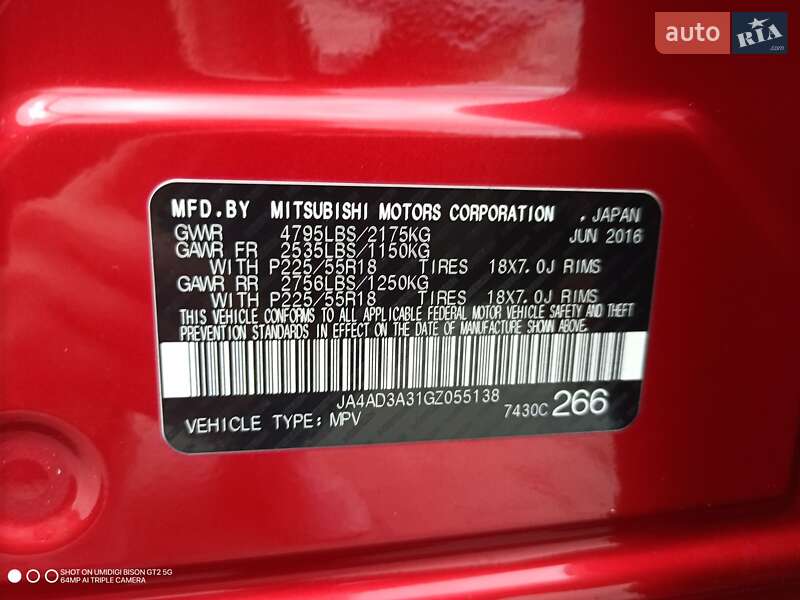 auto RIA .com
MFD.BY MITSUBISHI MOTORS CORPORATION . JAPAN
GVWR 4795LBS/2175KG JUN 2016
GAWR FR 2535LBS/1150KG
WITH P225/55R18 TIRES 18X7.0J RIMS
GAWR RR 2756LBS/1250KG
WITH P225/55R18 TIRES 18X7.0J RIMS
THIS VEHICLE CONFORMS TO ALL APPLICABLE FEDERAL MOTOR VEHICLE SAFETY AND THEFT
PREVENTION STANDARDS IN EFFECT ON THE DATE OF MANUFACTURE SHOWN ABOVE.
JA4AD3A31GZ055138
VEHICLE TYPE: MPV 7430C 266
SHOT ON UMIDIGI BISON GT2 5G
64MP AI TRIPLE CAMERA